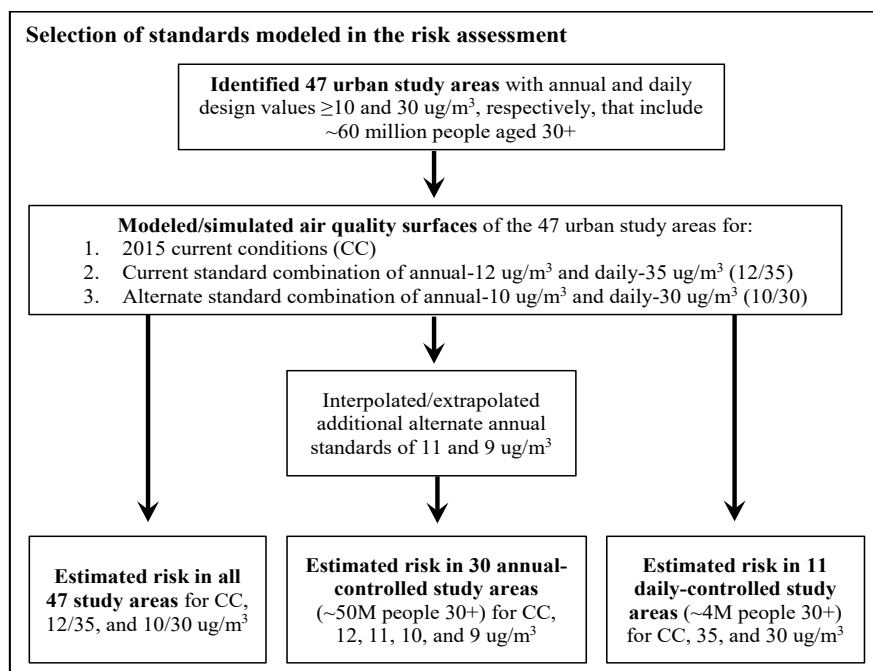 Selection of standards modeled in the risk assessment
Identified 47 urban study areas with annual and daily
design values ≥10 and 30 ug/m³, respectively, that include
~60 million people aged 30+
Modeled/simulated air quality surfaces of the 47 urban study areas for:
1. 2015 current conditions (CC)
2. Current standard combination of annual-12 ug/m³ and daily-35 ug/m³ (12/35)
3. Alternate standard combination of annual-10 ug/m³ and daily-30 ug/m³ (10/30)
Interpolated/extrapolated
additional alternate annual
standards of 11 and 9 ug/m³
Estimated risk in all
47 study areas for CC,
12/35, and 10/30 ug/m³
Estimated risk in 30 annual-
controlled study areas
(~50M people 30+) for CC,
12, 11, 10, and 9 ug/m³
Estimated risk in 11
daily-controlled study
areas (~4M people 30+)
for CC, 35, and 30 ug/m³